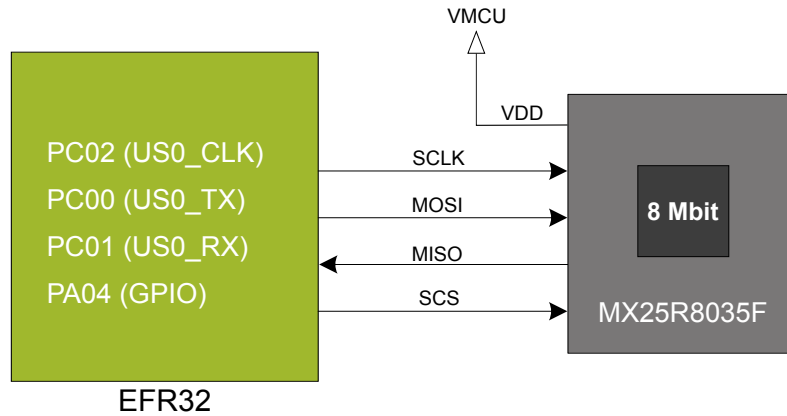 VMCU
VDD
PC02 (US0_CLK)
SCLK
PC00 (US0_TX)
MOSI
8 Mbit
PC01 (US0_RX)
MISO
PA04 (GPIO)
SCS
MX25R8035F
EFR32